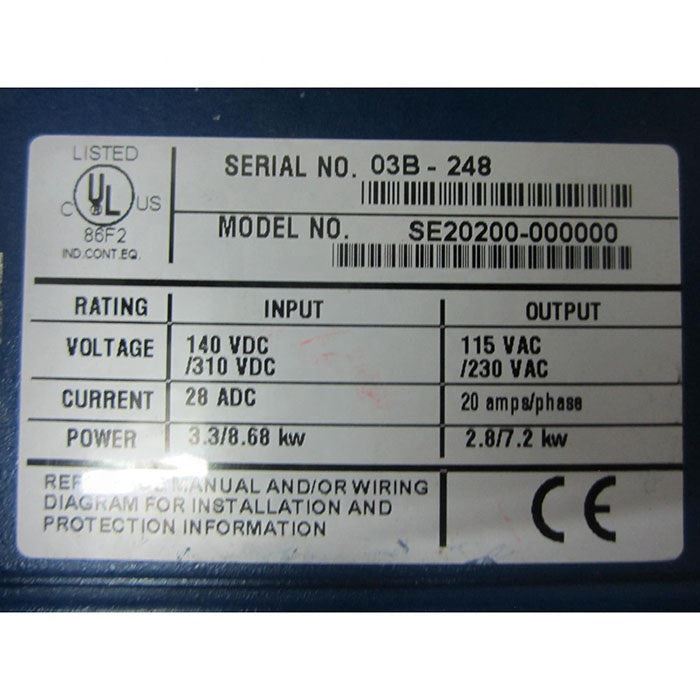 LISTED
C UL US
86F2
IND.CONT.EQ.
SERIAL NO. 03B - 248
MODEL NO. SE20200-000000
RATING INPUT OUTPUT
VOLTAGE 140 VDC /310 VDC 115 VAC /230 VAC
CURRENT 28 ADC 20 amps/phase
POWER 3.3/8.68 kw 2.8/7.2 kw
MANUAL AND/OR WIRING
DIAGRAM FOR INSTALLATION AND
PROTECTION INFORMATION
CE